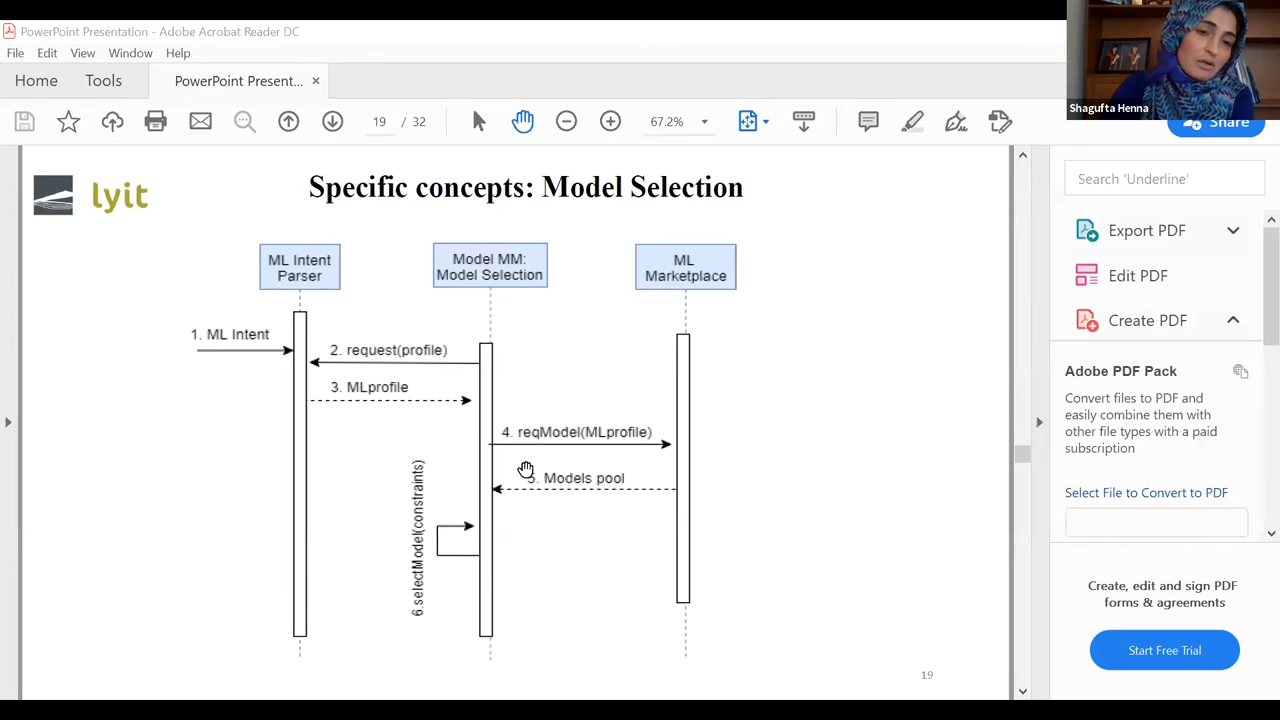 PowerPoint Presentation - Adobe Acrobat Reader DC
File Edit View Window Help
Home Tools PowerPoint Present... ×
19 / 32 67.2%
Shagufta Henna
Share
lyit
Specific concepts: Model Selection
ML Intent
Parser
Model MM:
Model Selection
ML
Marketplace
1. ML Intent
2. request(profile)
3. MLprofile
4. reqModel(MLprofile)
5. Models pool
6.selectModel(constraints)
19
Search 'Underline'
Export PDF
Edit PDF
Create PDF
Adobe PDF Pack
Convert files to PDF and
easily combine them with
other file types with a paid
subscription
Select File to Convert to PDF
Create, edit and sign PDF
forms & agreements
Start Free Trial